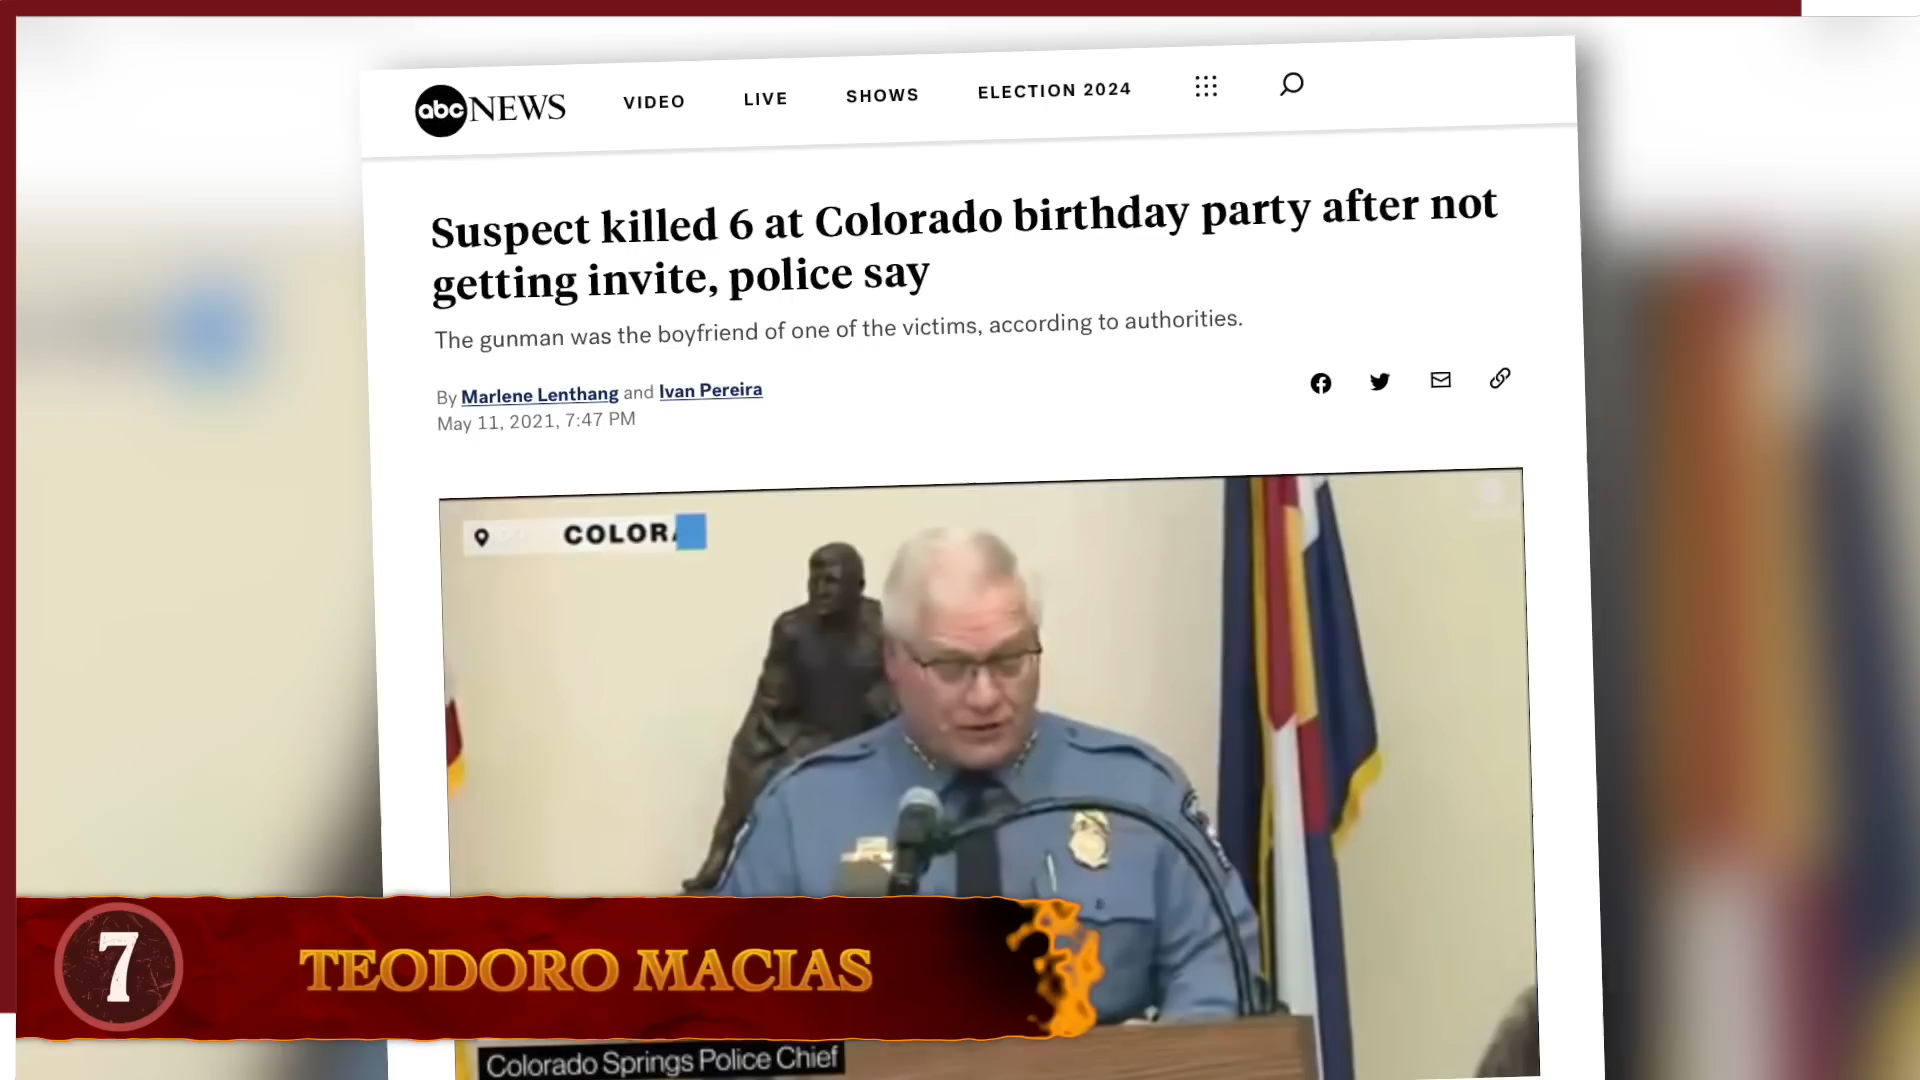 abc NEWS VIDEO LIVE SHOWS ELECTION 2024
Suspect killed 6 at Colorado birthday party after not
getting invite, police say
The gunman was the boyfriend of one of the victims, according to authorities.
By Marlene Lenthang and Ivan Pereira
May 11, 2021, 7:47 PM
COLOR
7 TEODORO MACIAS
Colorado Springs Police Chief